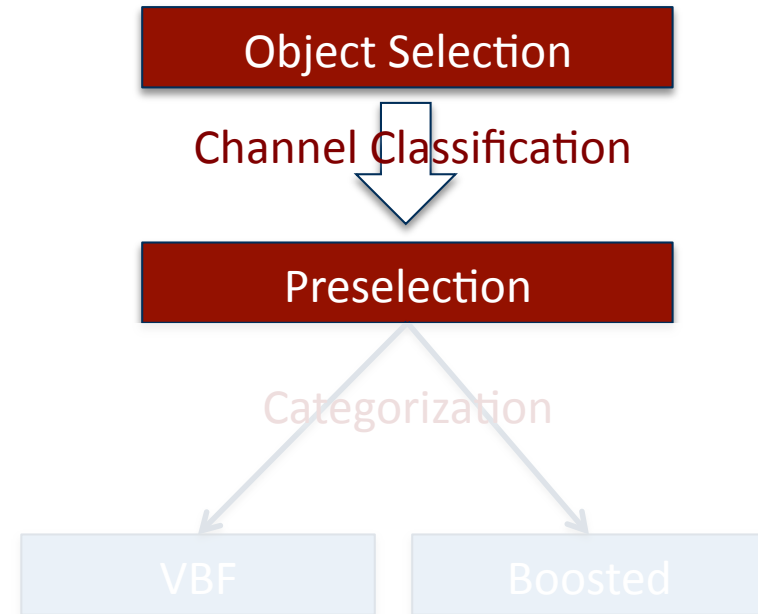 Object Selection
Channel Classification
Preselection
Categorization
VBF
Boosted